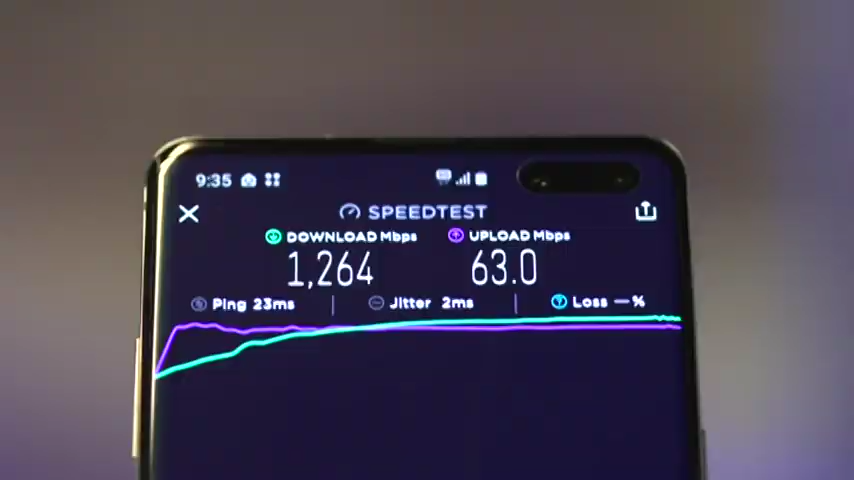 9:35
SPEEDTEST
DOWNLOAD Mbps UPLOAD Mbps
1,264 63.0
Ping 23ms Jitter 2ms Loss —%